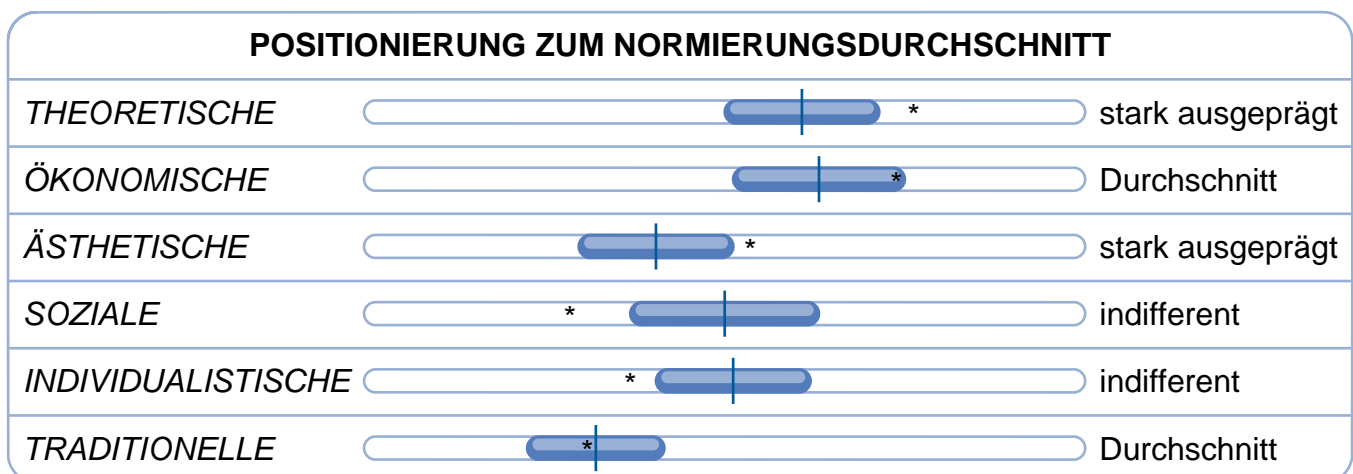 POSITIONIERUNG ZUM NORMIERUNGSDURCHSCHNITT
THEORETISCHE * stark ausgeprägt
ÖKONOMISCHE * Durchschnitt
ÄSTHETISCHE * stark ausgeprägt
SOZIALE * indifferent
INDIVIDUALISTISCHE * indifferent
TRADITIONELLE * Durchschnitt